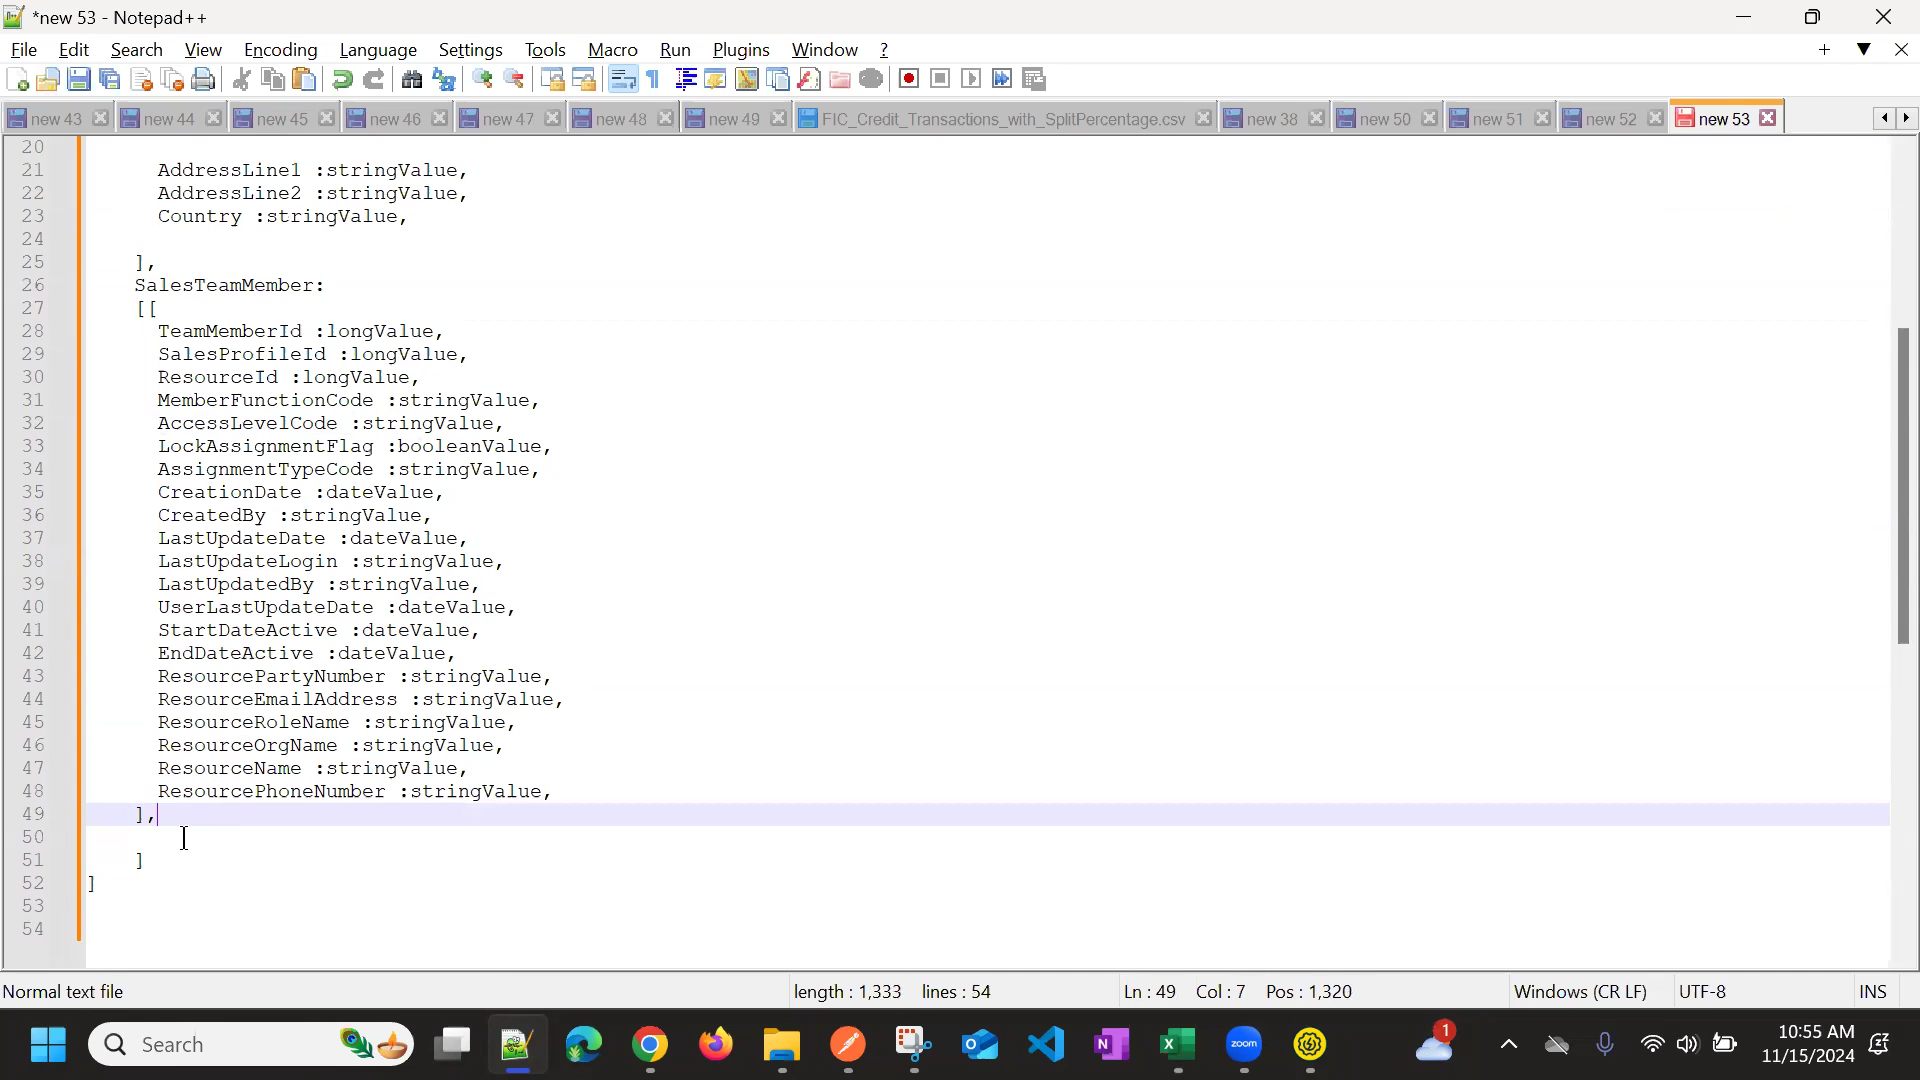 *new 53 - Notepad++
File Edit Search View Encoding Language Settings Tools Macro Run Plugins Window ?
new 43 new 44 new 45 new 46 new 47 new 48 new 49 FIC_Credit_Transactions_with_SplitPercentage.csv new 38 new 50 new 51 new 52 new 53
20
21 AddressLine1 :stringValue,
22 AddressLine2 :stringValue,
23 Country :stringValue,
24
25 ],
26 SalesTeamMember:
27 [[
28 TeamMemberId :longValue,
29 SalesProfileId :longValue,
30 ResourceId :longValue,
31 MemberFunctionCode :stringValue,
32 AccessLevelCode :stringValue,
33 LockAssignmentFlag :booleanValue,
34 AssignmentTypeCode :stringValue,
35 CreationDate :dateValue,
36 CreatedBy :stringValue,
37 LastUpdateDate :dateValue,
38 LastUpdateLogin :stringValue,
39 LastUpdatedBy :stringValue,
40 UserLastUpdateDate :dateValue,
41 StartDateActive :dateValue,
42 EndDateActive :dateValue,
43 ResourcePartyNumber :stringValue,
44 ResourceEmailAddress :stringValue,
45 ResourceRoleName :stringValue,
46 ResourceOrgName :stringValue,
47 ResourceName :stringValue,
48 ResourcePhoneNumber :stringValue,
49 ],
50
51 ]
52 ]
53
54
Normal text file length : 1,333 lines : 54 Ln : 49 Col : 7 Pos : 1,320 Windows (CR LF) UTF-8 INS
Search zoom 1 10:55 AM
11/15/2024